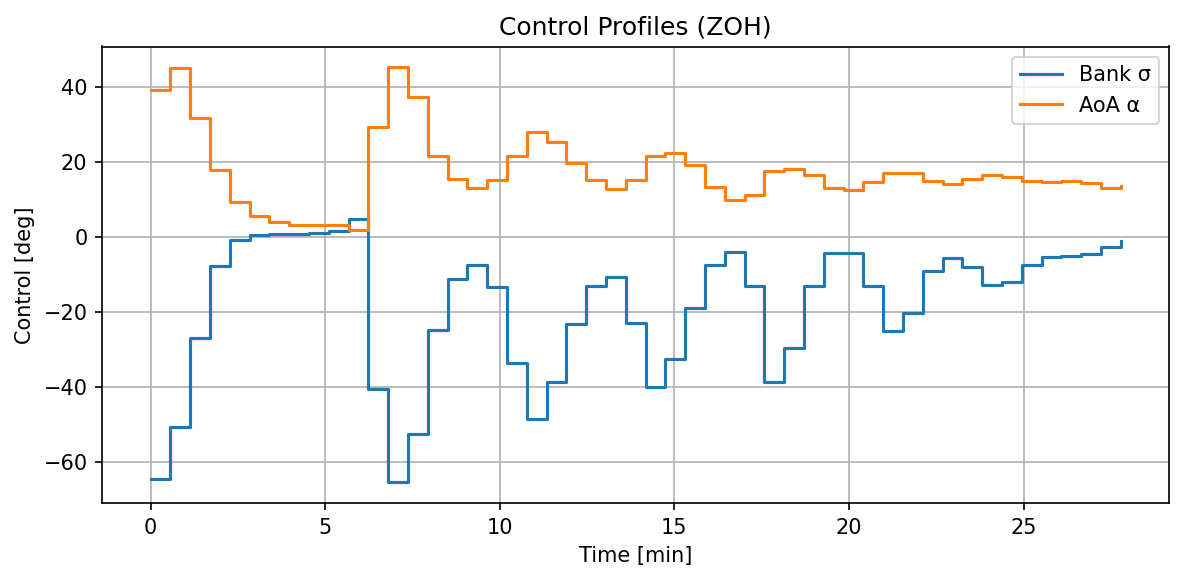 Control Profiles (ZOH)
Bank σ
AoA α
Control [deg]
40
20
0
−20
−40
−60
0
5
10
15
20
25
Time [min]